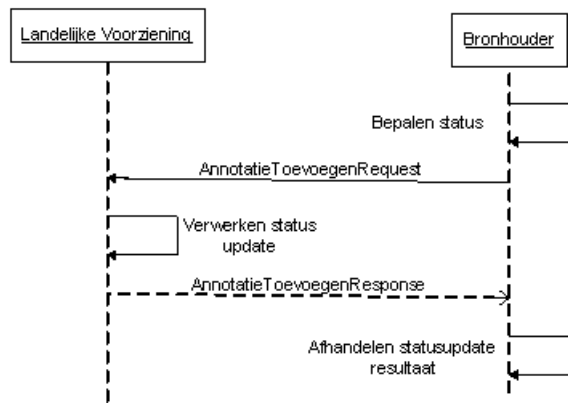 Landelijke Voorziening
Bronhouder
Bepalen status
AnnotatieToevoegenRequest
Verwerken status
update
AnnotatieToevoegenResponse
Afhandelen statusupdate
resultaat